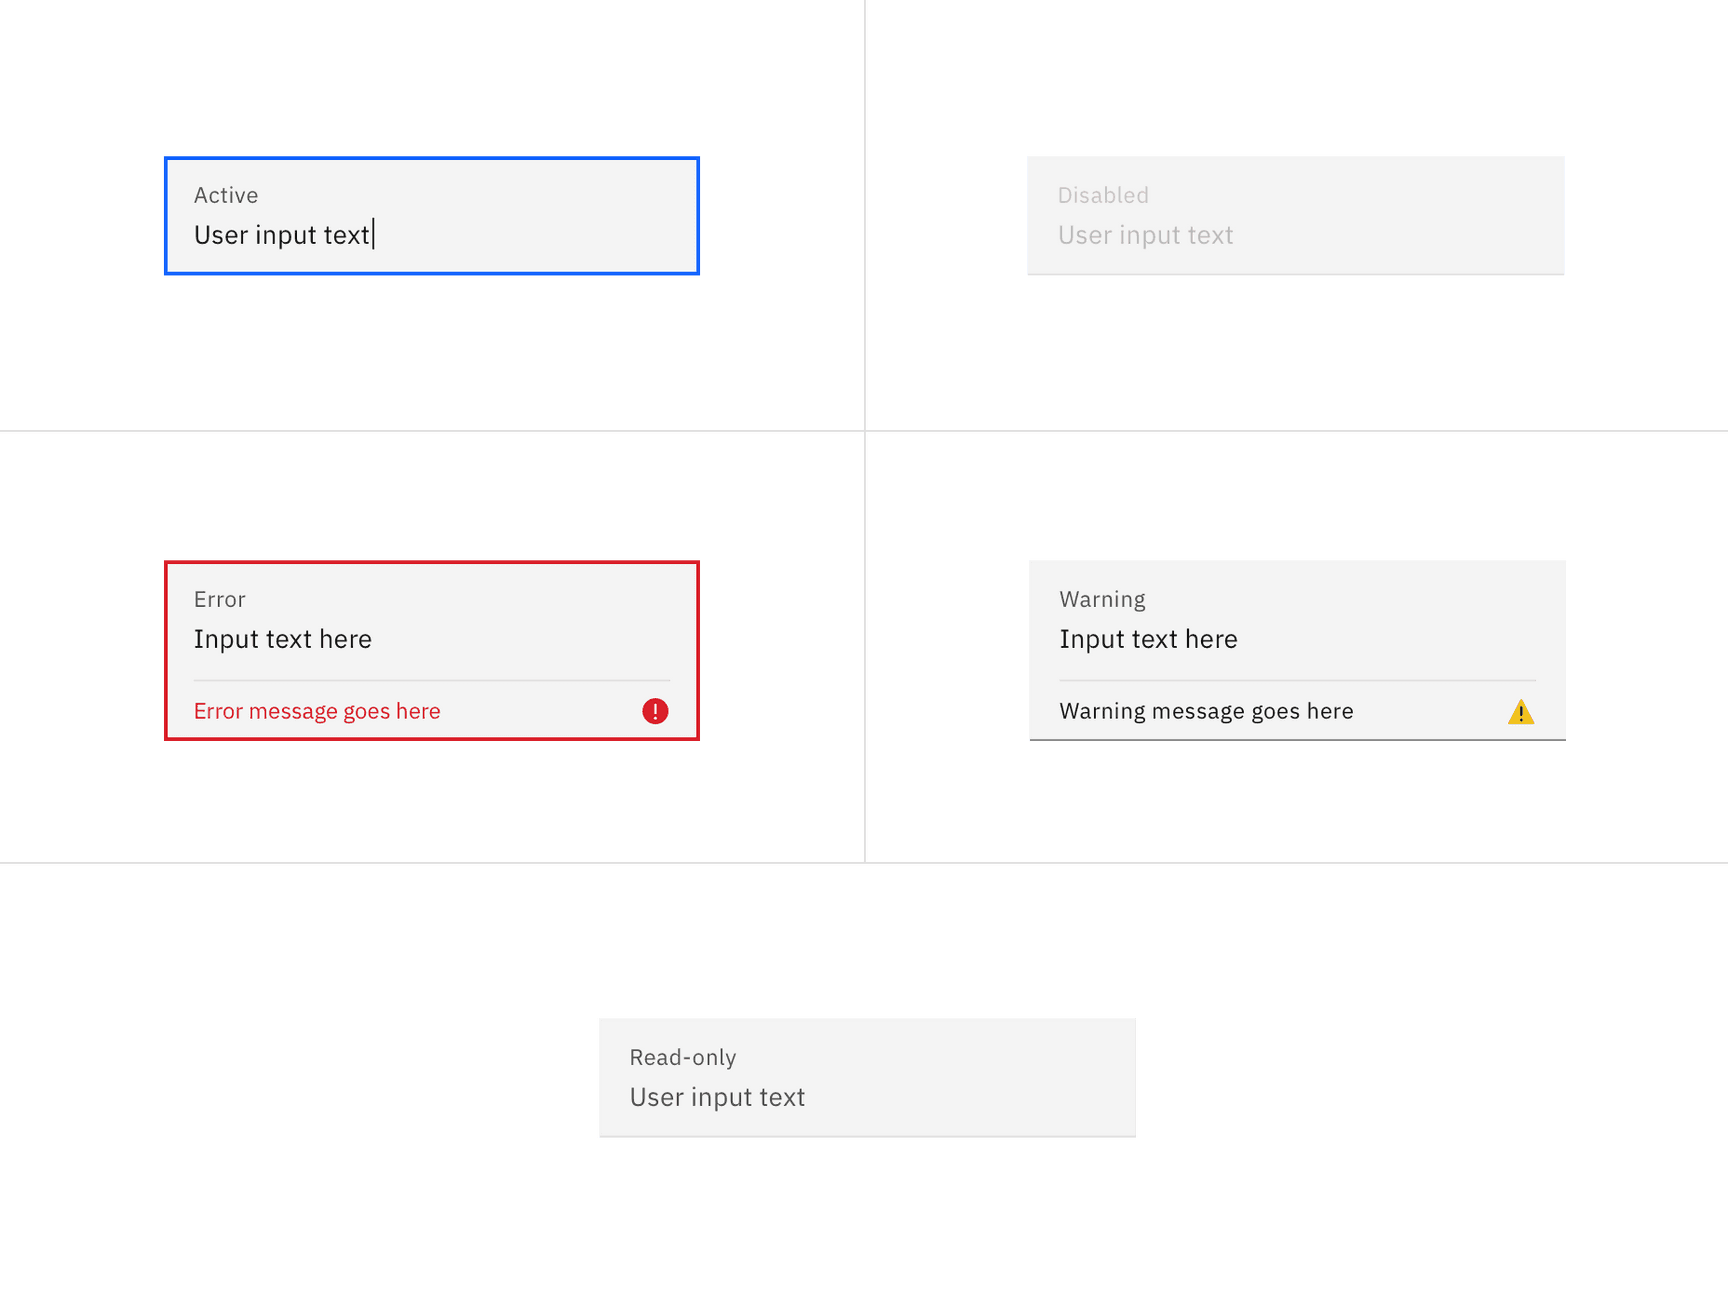 Active
User input text
Disabled
User input text
Error
Input text here
Error message goes here
Warning
Input text here
Warning message goes here
Read-only
User input text